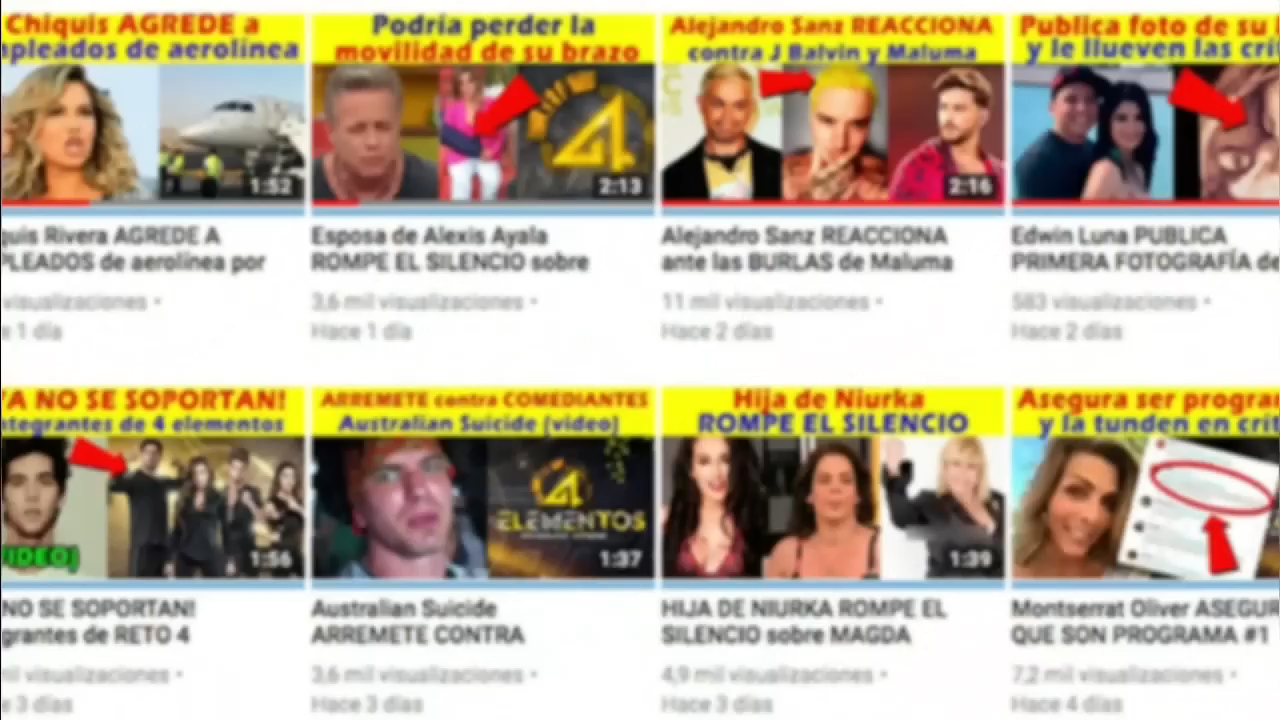 Chiquis AGREDE a
mpleados de aerolínea
1:52
quis Rivera AGREDE A
PLEADOS de aerolínea por
visualizaciones •
e 1 día
Podría perder la
movilidad de su brazo
4
2:13
Esposa de Alexis Ayala
ROMPE EL SILENCIO sobre
3,6 mil visualizaciones •
Hace 1 día
Alejandro Sanz REACCIONA
contra J Balvin y Maluma
2:16
Alejandro Sanz REACCIONA
ante las BURLAS de Maluma
11 mil visualizaciones •
Hace 2 días
Publica foto de su
y le llueven las crit
Edwin Luna PUBLICA
PRIMERA FOTOGRAFÍA de
583 visualizaciones •
Hace 2 días
YA NO SE SOPORTAN!
ntegrantes de 4 elementos
VIDEO)
1:56
NO SE SOPORTAN!
grantes de RETO 4
mil visualizaciones •
e 3 días
ARREMETE contra COMEDIANTES
Australian Suicide [video]
4
ELEMENTOS
1:37
Australian Suicide
ARREMETE CONTRA
3,6 mil visualizaciones •
Hace 3 días
Hija de Niurka
ROMPE EL SILENCIO
1:39
HIJA DE NIURKA ROMPE EL
SILENCIO sobre MAGDA
4,9 mil visualizaciones •
Hace 3 días
Asegura ser progra
y la tunden en crit
Montserrat Oliver ASEGUR
QUE SON PROGRAMA #1
7,2 mil visualizaciones •
Hace 4 días